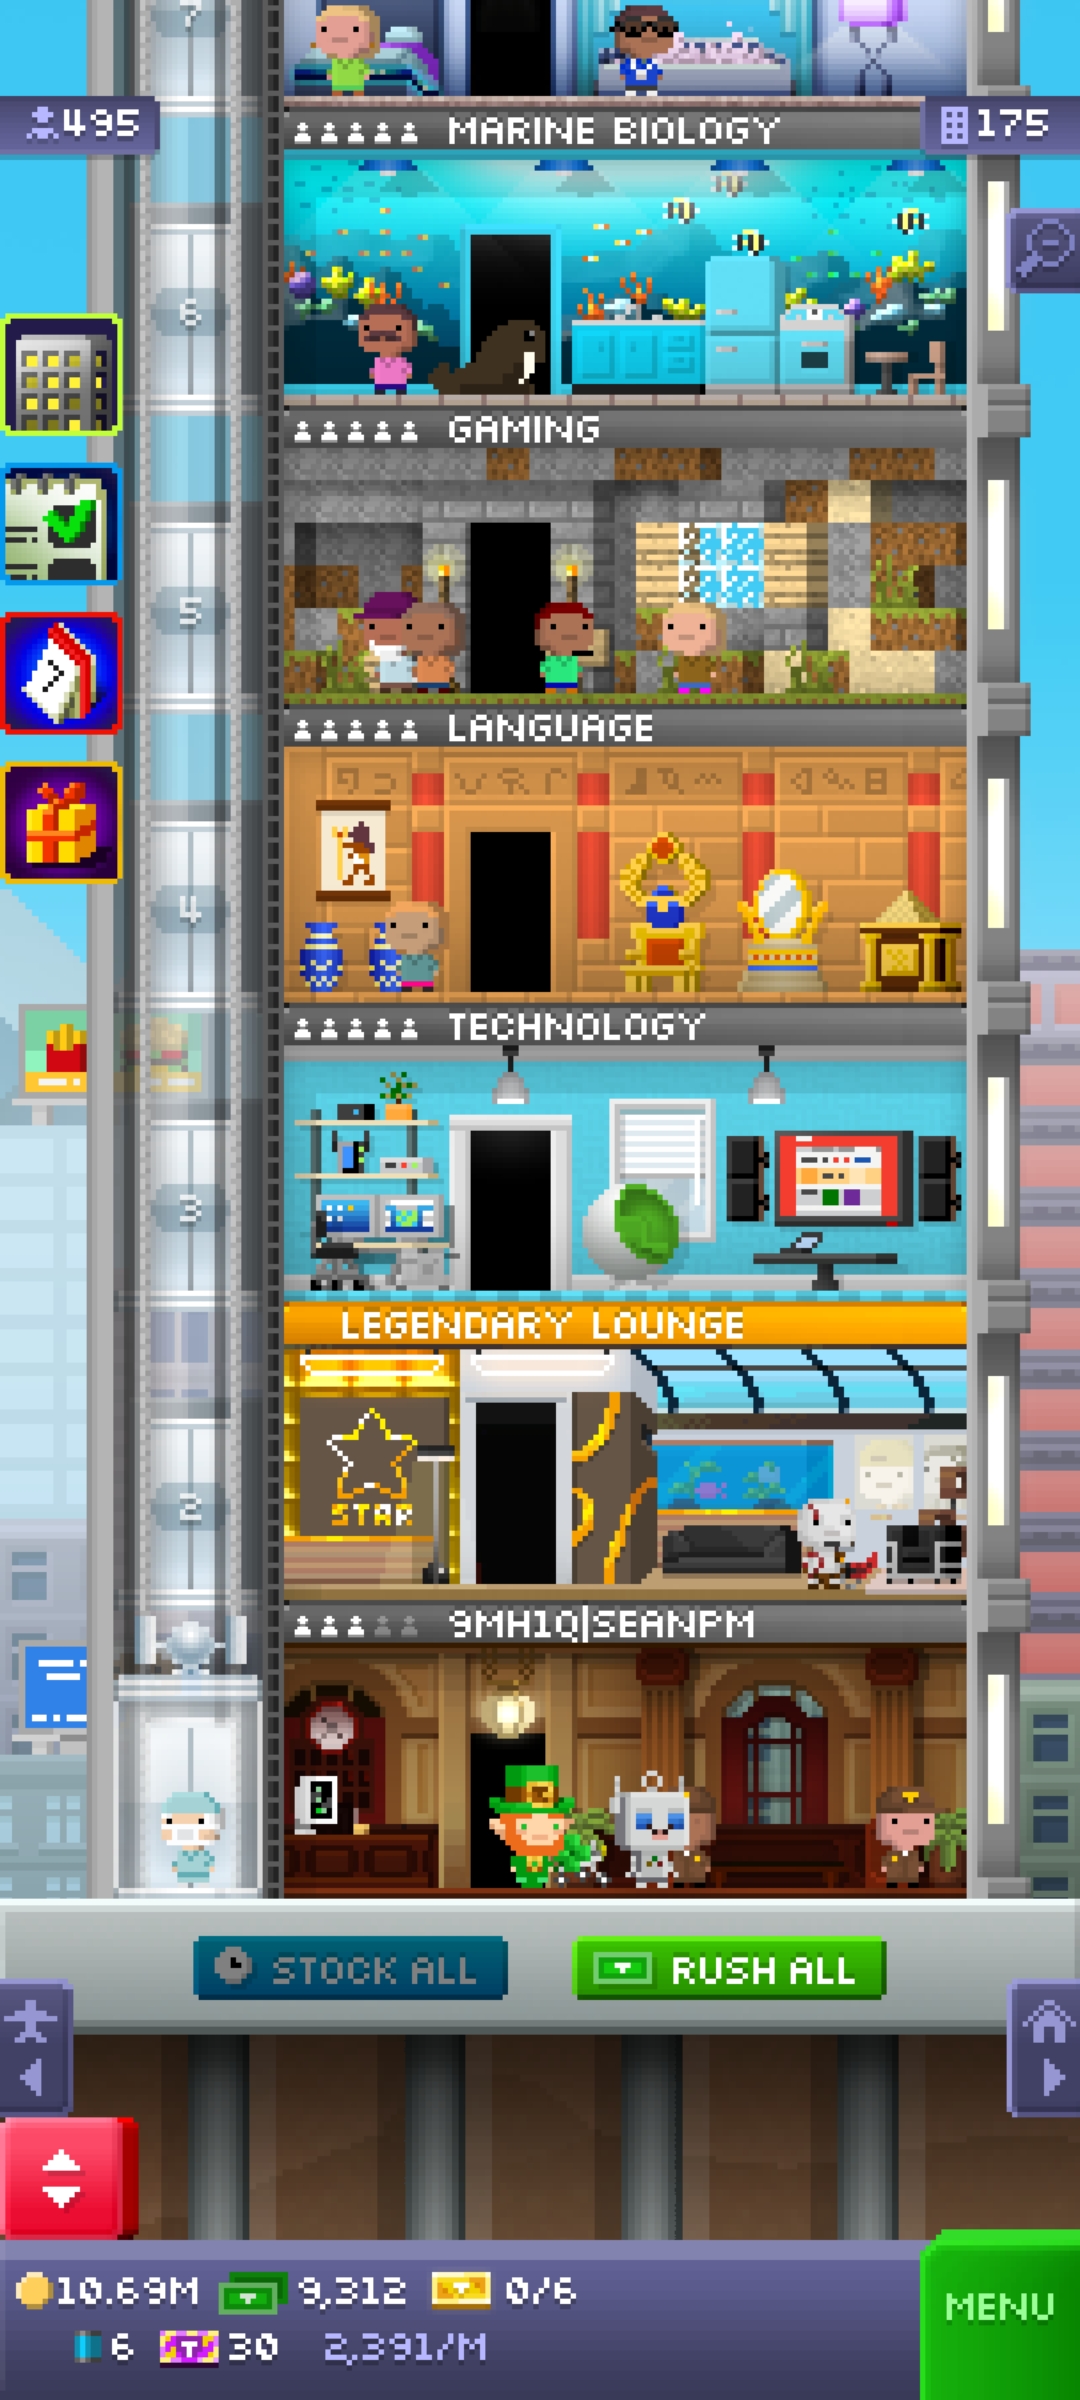 7
495
MARINE BIOLOGY
175
6
GAMING
5
LANGUAGE
4
TECHNOLOGY
3
LEGENDARY LOUNGE
STAR
2
9MH1Q|SEANPM
STOCK ALL
RUSH ALL
10.69M 9,312 0/6
6 30 2,391/M
MENU